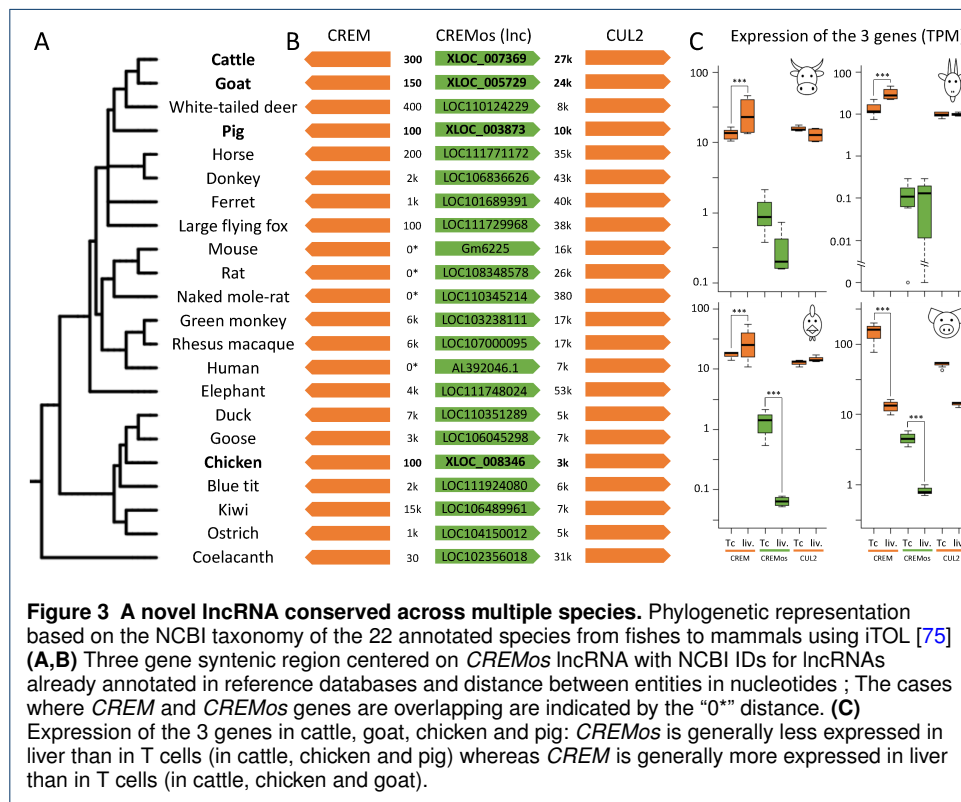 A B CREM CREMos (lnc) CUL2 C Expression of the 3 genes (TPM)
Cattle 300 XLOC_007369 27k
Goat 150 XLOC_005729 24k
White-tailed deer 400 LOC110124229 8k
Pig 100 XLOC_003873 10k
Horse 200 LOC111771172 35k
Donkey 2k LOC106836626 43k
Ferret 1k LOC101689391 40k
Large flying fox 100 LOC111729968 38k
Mouse 0* Gm6225 16k
Rat 0* LOC108348578 26k
Naked mole-rat 0* LOC110345214 380
Green monkey 6k LOC103238111 17k
Rhesus macaque 6k LOC107000095 17k
Human 0* AL392046.1 7k
Elephant 4k LOC111748024 53k
Duck 7k LOC110351289 5k
Goose 3k LOC106045298 7k
Chicken 100 XLOC_008346 3k
Blue tit 2k LOC111924080 6k
Kiwi 15k LOC106489961 7k
Ostrich 1k LOC104150012 5k
Coelacanth 30 LOC102356018 31k
100
10
1
0.1
***
100
10
1
0.1
0.01
0
***
100
10
1
0.1
***
***
100
10
1
***
***
Tc liv. Tc liv. Tc liv.
CREM CREMos CUL2
Tc liv. Tc liv. Tc liv.
CREM CREMos CUL2
Figure 3 A novel lncRNA conserved across multiple species. Phylogenetic representation
based on the NCBI taxonomy of the 22 annotated species from fishes to mammals using iTOL [75]
(A,B) Three gene syntenic region centered on CREMos lncRNA with NCBI IDs for lncRNAs
already annotated in reference databases and distance between entities in nucleotides ; The cases
where CREM and CREMos genes are overlapping are indicated by the “0*” distance. (C)
Expression of the 3 genes in cattle, goat, chicken and pig: CREMos is generally less expressed in
liver than in T cells (in cattle, chicken and pig) whereas CREM is generally more expressed in liver
than in T cells (in cattle, chicken and goat).